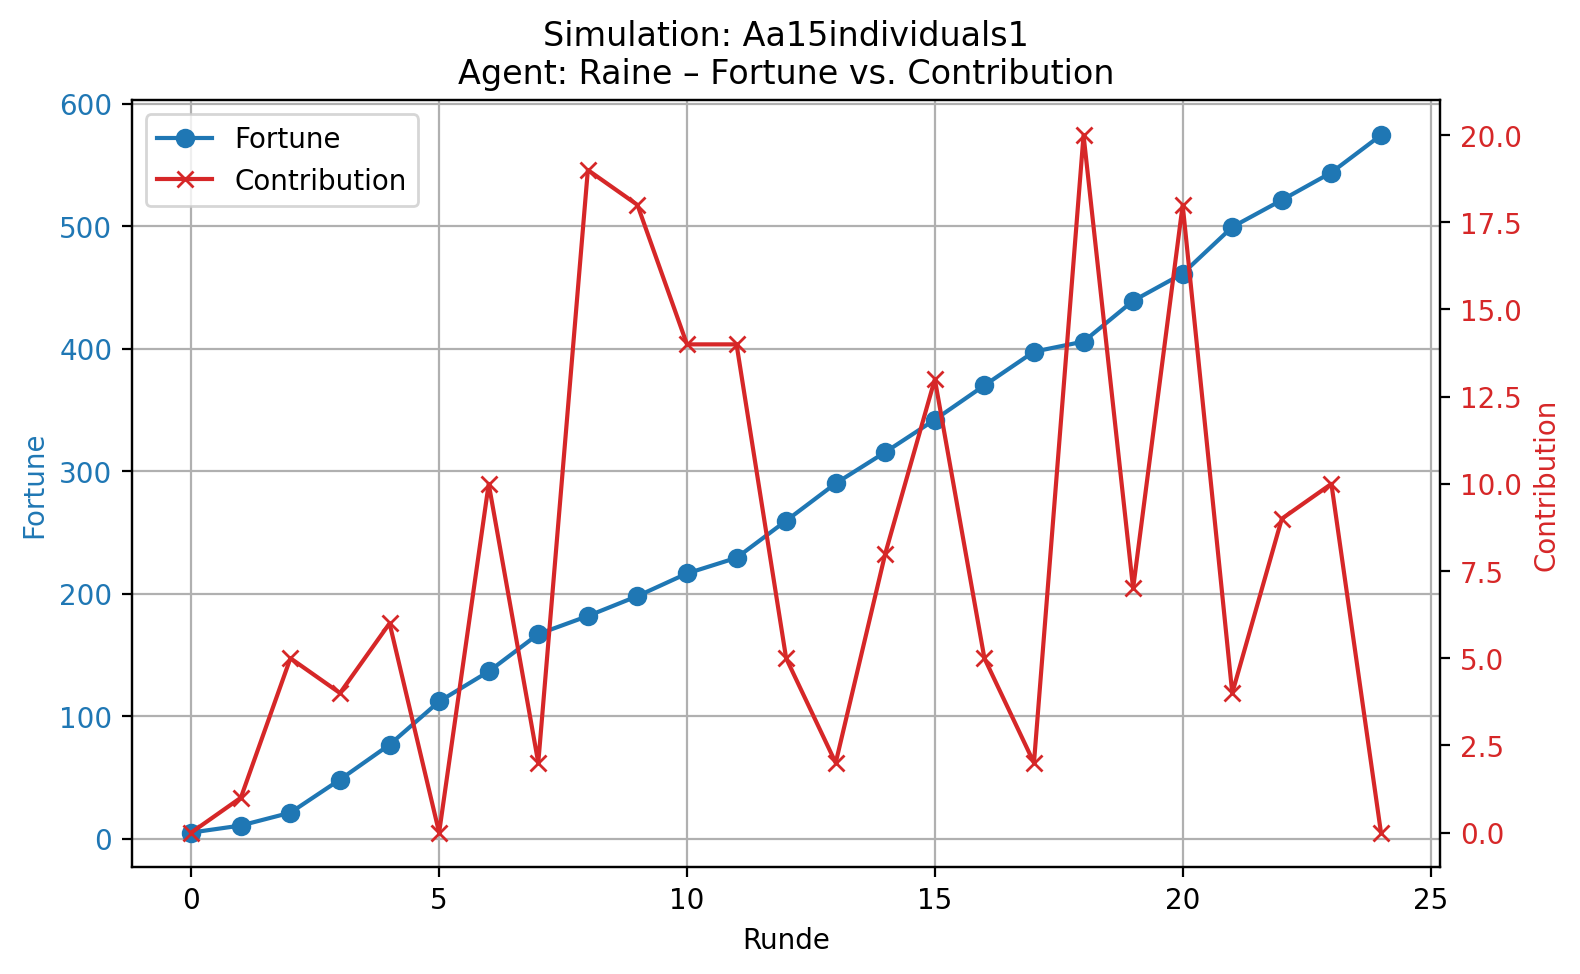 Simulation: Aa15individuals1
Agent: Raine – Fortune vs. Contribution
Fortune
Contribution
600
500
400
300
200
100
0
Fortune
20.0
17.5
15.0
12.5
10.0
7.5
5.0
2.5
0.0
Contribution
0 5 10 15 20 25
Runde